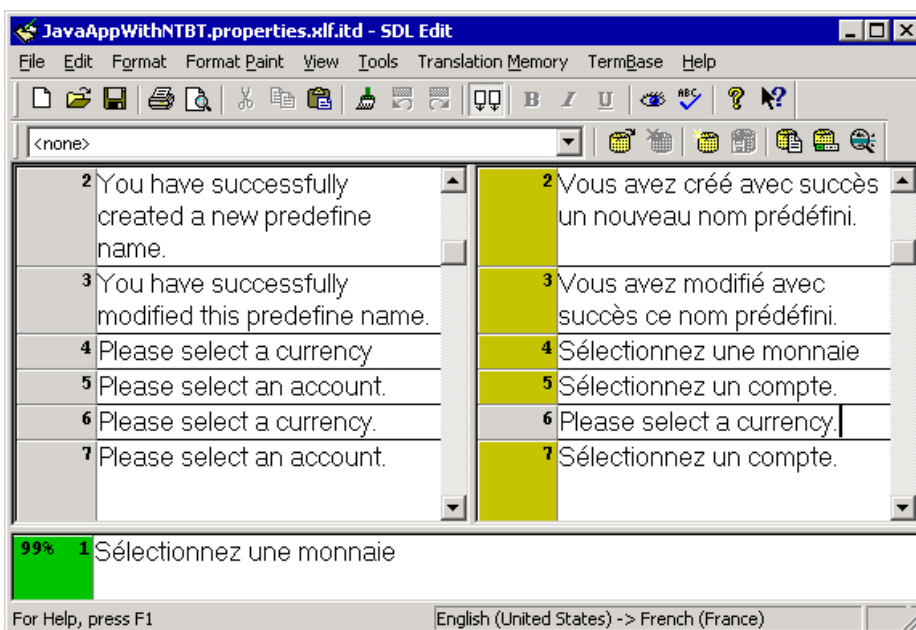 JavaAppWithNTBT.properties.xlf.itd - SDL Edit
File Edit Format Format Paint View Tools Translation Memory TermBase Help
B I U ABC ? ?
<none>
2 You have successfully
created a new predefine
name.
3 You have successfully
modified this predefine name.
4 Please select a currency
5 Please select an account.
6 Please select a currency.
7 Please select an account.
2 Vous avez créé avec succès
un nouveau nom prédéfini.
3 Vous avez modifié avec
succès ce nom prédéfini.
4 Sélectionnez une monnaie
5 Sélectionnez un compte.
6 Please select a currency.
7 Sélectionnez un compte.
99% 1 Sélectionnez une monnaie
For Help, press F1 English (United States) -> French (France)